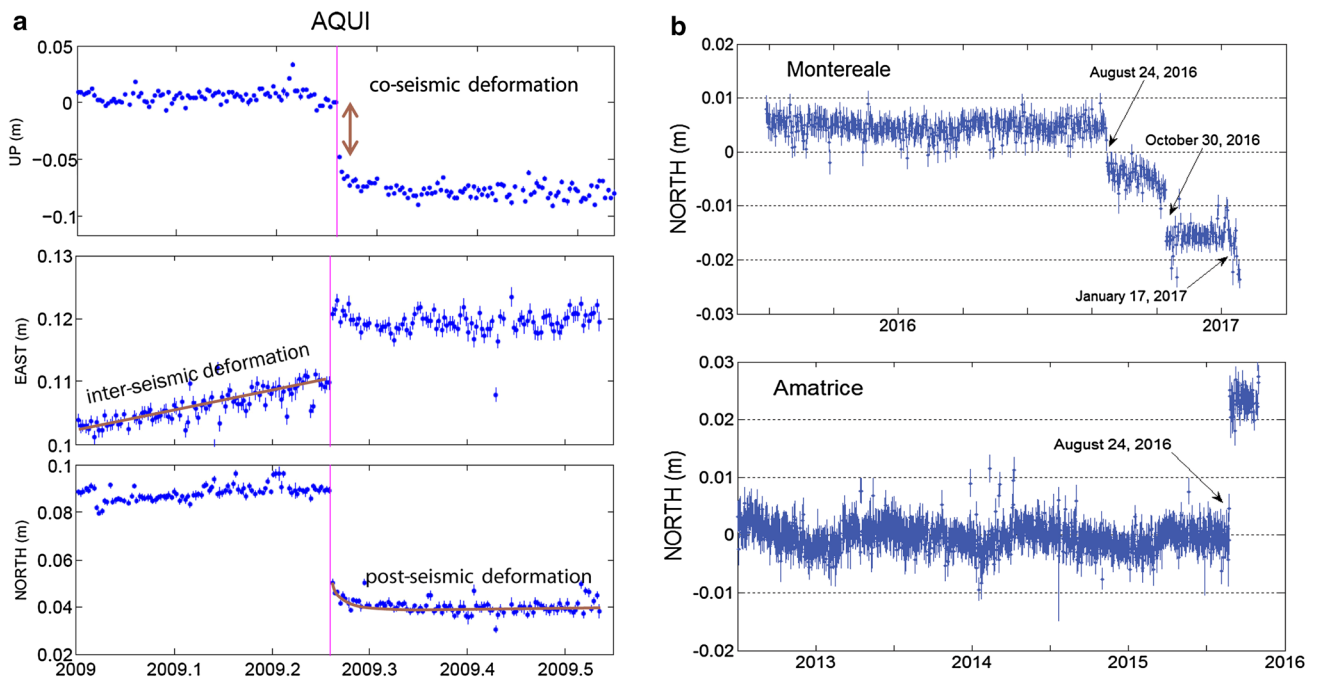 a
AQUI
0.05
0
−0.05
−0.1
UP (m)
co-seismic deformation
0.13
0.12
0.11
0.1
EAST (m)
inter-seismic deformation
0.1
0.08
0.06
0.04
0.02
NORTH (m)
post-seismic deformation
2009 2009.1 2009.2 2009.3 2009.4 2009.5
b
0.02
0.01
0
-0.01
-0.02
-0.03
NORTH (m)
Montereale
August 24, 2016
October 30, 2016
January 17, 2017
2016 2017
0.03
0.02
0.01
0
-0.01
-0.02
NORTH (m)
Amatrice
August 24, 2016
2013 2014 2015 2016